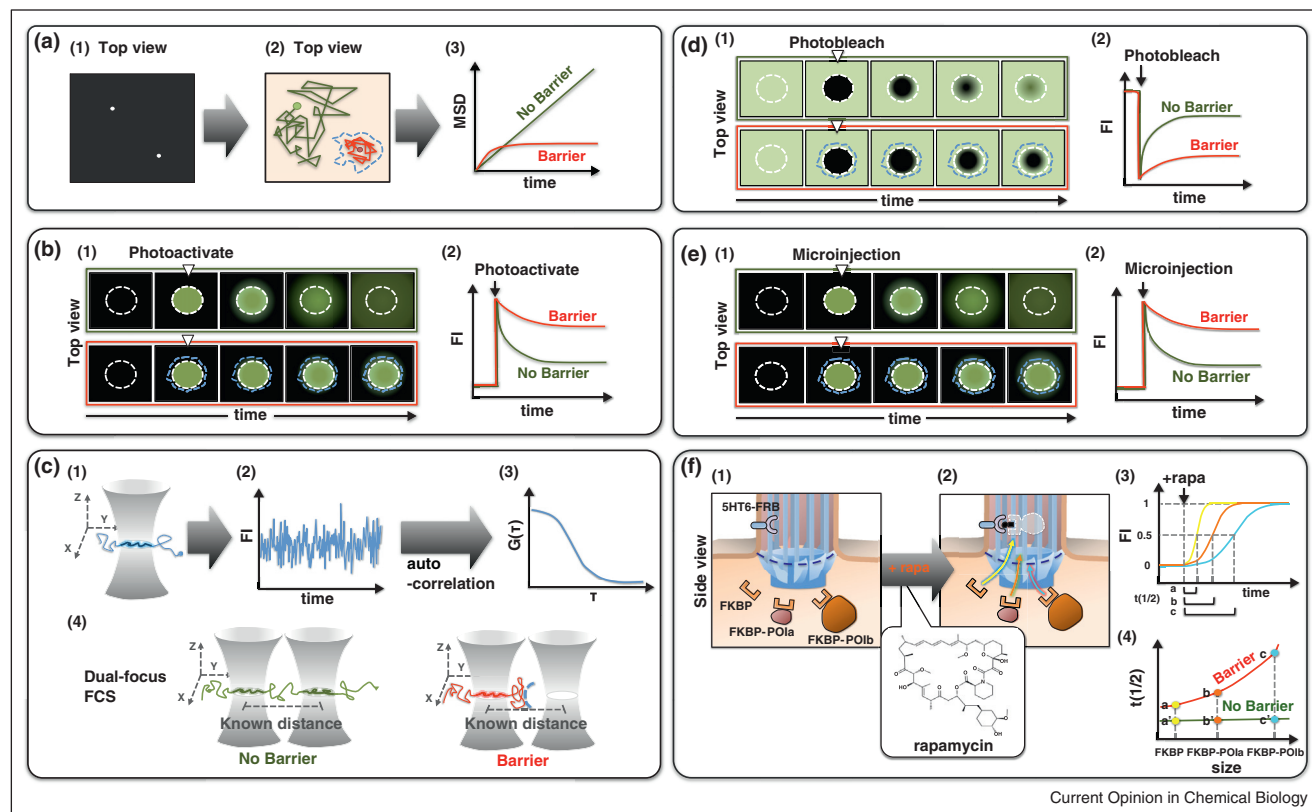 (a)
(1) Top view
(2) Top view
(3)
MSD
No Barrier
Barrier
time
(b)
(1) Photoactivate
(2)
Photoactivate
Top view
FI
Barrier
No Barrier
time
time
(c)
(1)
Z
Y
X
(2)
FI
time
auto
-correlation
(3)
G(τ)
τ
(4)
Dual-focus
FCS
Z
Y
X
Known distance
No Barrier
Z
Y
X
Known distance
Barrier
(d)
(1)
Photobleach
Top view
time
(2)
Photobleach
FI
No Barrier
Barrier
time
(e)
(1)
Microinjection
Top view
time
(2)
Microinjection
FI
Barrier
No Barrier
time
(f)
(1)
Side view
5HT6-FRB
FKBP
FKBP-POIa
FKBP-POIb
+ rapa
(2)
rapamycin
(3)
+rapa
FI
1
0.5
0
time
t(1/2)
a
b
c
(4)
t(1/2)
Barrier
No Barrier
a
b
c
a'
b'
c'
FKBP FKBP-POIa FKBP-POIb
size
Current Opinion in Chemical Biology